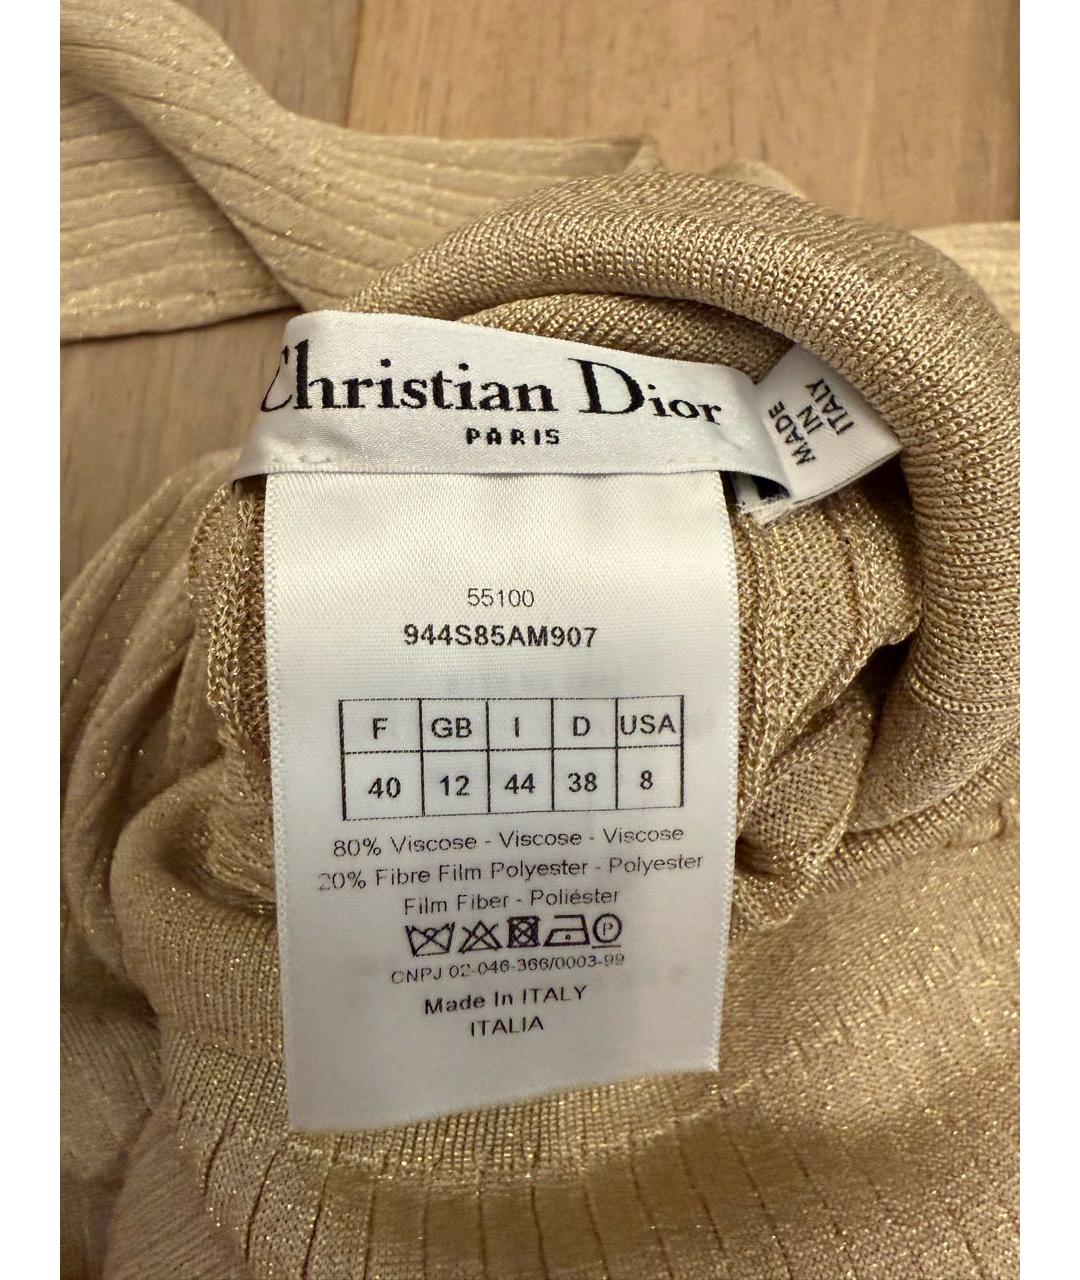 Christian Dior
PARIS
MADE
IN
ITALY
55100
944S85AM907
F GB I D USA
40 12 44 38 8
80% Viscose - Viscose - Viscose
20% Fibre Film Polyester - Polyester
Film Fiber - Poliéster
P
CNPJ 02-046-366/0003-99
Made In ITALY
ITALIA